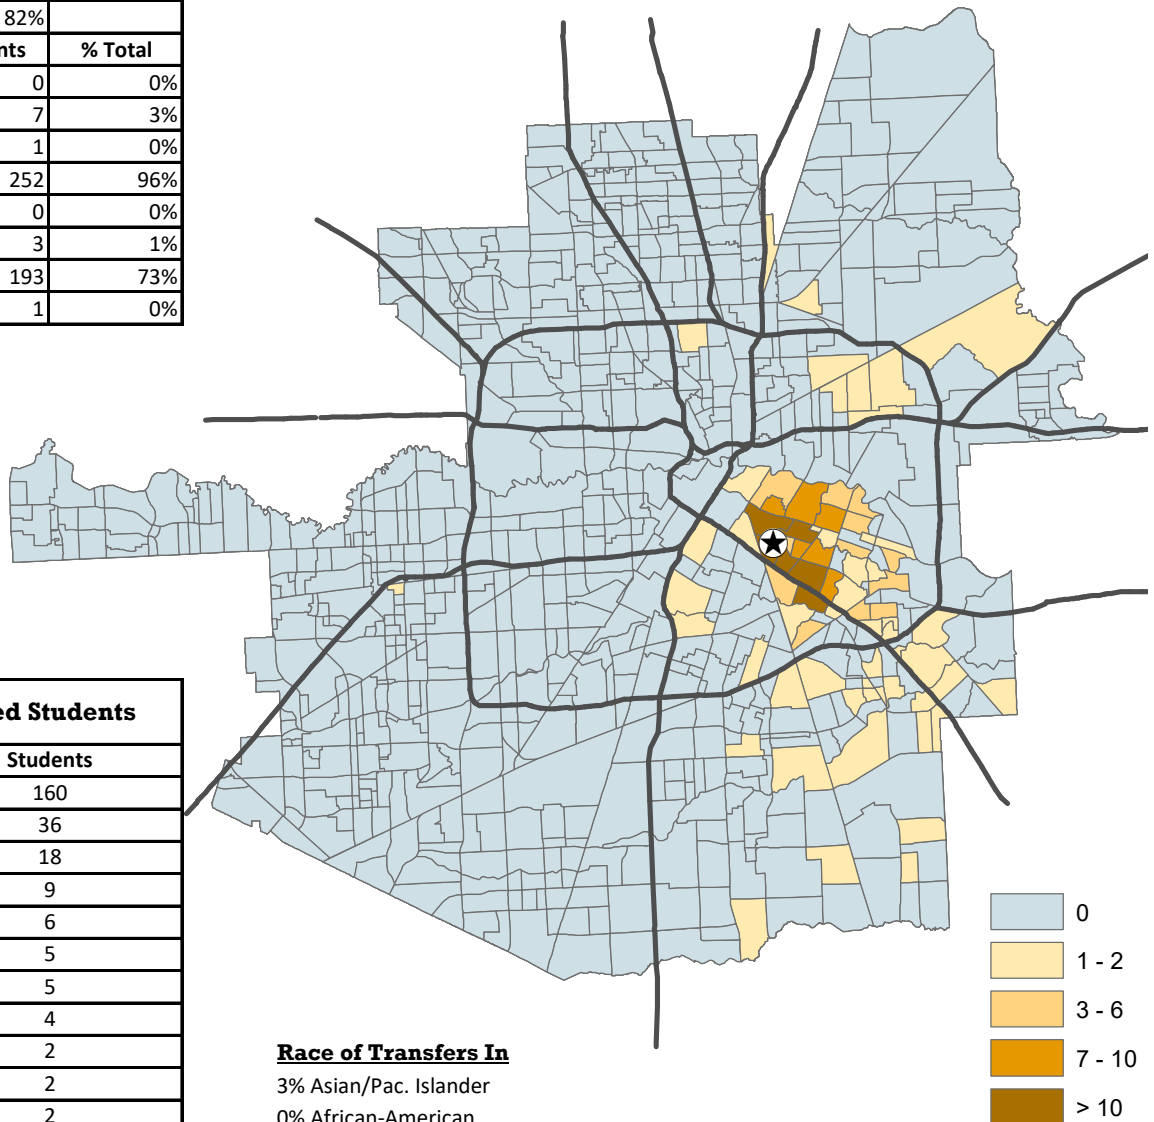 82%
nts % Total
0 0%
7 3%
1 0%
252 96%
0 0%
3 1%
193 73%
1 0%
ed Students
Students
160
36
18
9
6
5
5
4
2
2
2
Race of Transfers In
3% Asian/Pac. Islander
0% African-American
0
1 - 2
3 - 6
7 - 10
> 10